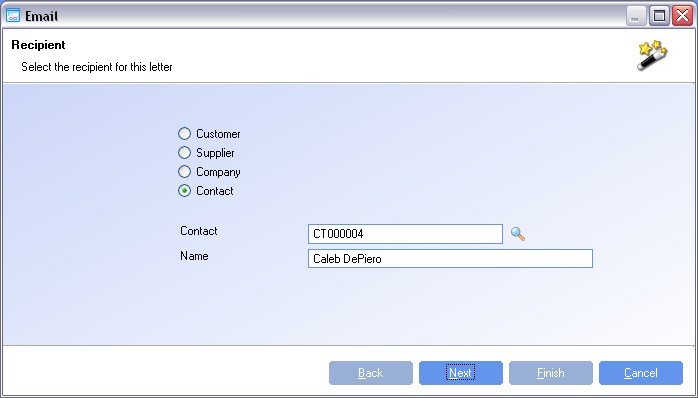 Email
Recipient
Select the recipient for this letter
Customer
Supplier
Company
Contact
Contact CT000004
Name Caleb DePiero
Back Next Finish Cancel